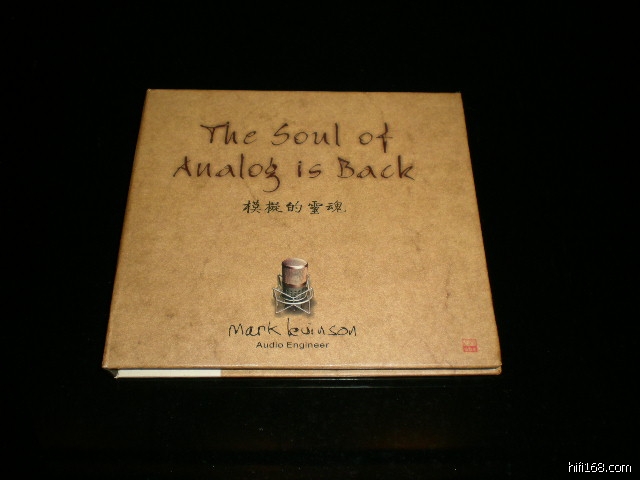 The Soul of
Analog is Back
模擬的靈魂
mark levinson
Audio Engineer
hifi168.com